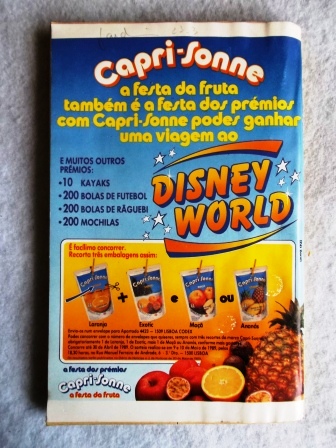 Capri-Sonne
a festa da fruta
também é a festa dos prémios
com Capri-Sonne podes ganhar
uma viagem ao
DISNEY
WORLD
E MUITOS OUTROS
PRÉMIOS:
•10 KAYAKS
•200 BOLAS DE FUTEBOL
•200 BOLAS DE RÂGUEBI
•200 MOCHILAS
É facílimo concorrer.
Recorta três embalagens assim:
Capri-Sonne
+
Capri-Sonne
e
Capri-Sonne
ou
Capri-Sonne
Laranja
Exotic
Maçã
Ananás
a festa dos prémios
Capri-Sonne
a festa da fruta